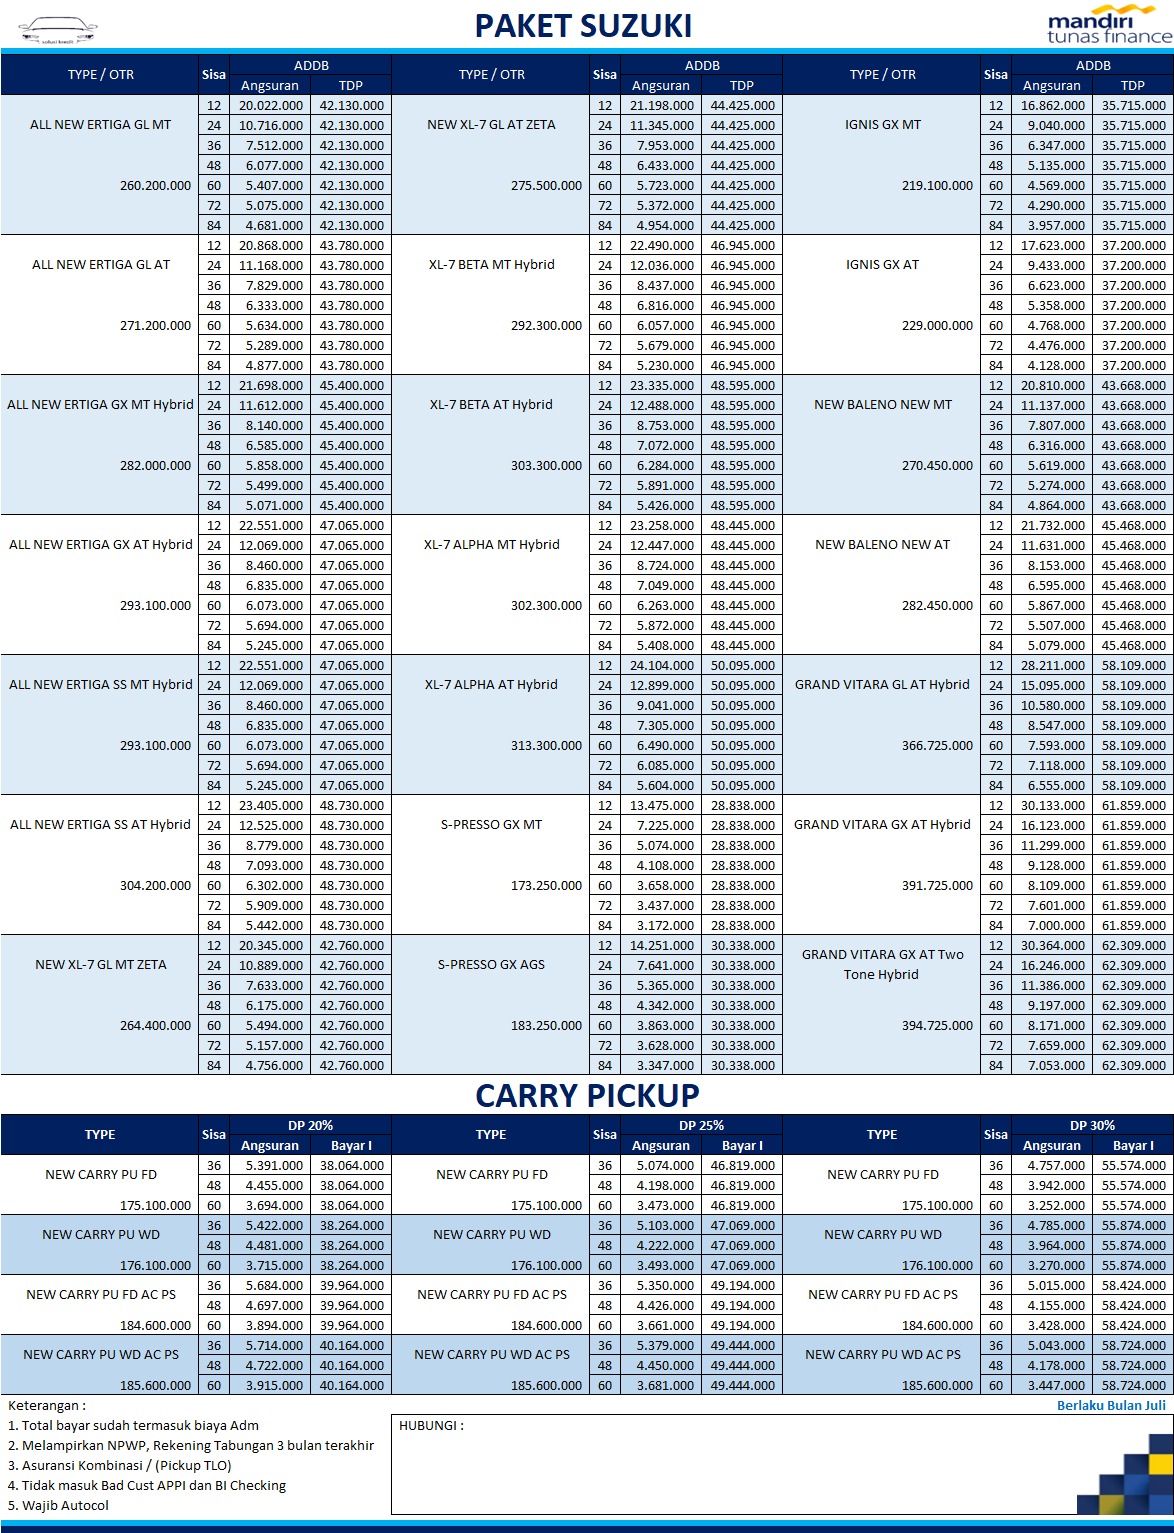 solusi kredit
PAKET SUZUKI
mandiri
tunas finance
TYPE / OTR Sisa ADDB TYPE / OTR Sisa ADDB TYPE / OTR Sisa ADDB
Angsuran TDP Angsuran TDP Angsuran TDP
12 20.022.000 42.130.000 12 21.198.000 44.425.000 12 16.862.000 35.715.000
ALL NEW ERTIGA GL MT 24 10.716.000 42.130.000 NEW XL-7 GL AT ZETA 24 11.345.000 44.425.000 IGNIS GX MT 24 9.040.000 35.715.000
36 7.512.000 42.130.000 36 7.953.000 44.425.000 36 6.347.000 35.715.000
48 6.077.000 42.130.000 48 6.433.000 44.425.000 48 5.135.000 35.715.000
260.200.000 60 5.407.000 42.130.000 275.500.000 60 5.723.000 44.425.000 219.100.000 60 4.569.000 35.715.000
72 5.075.000 42.130.000 72 5.372.000 44.425.000 72 4.290.000 35.715.000
84 4.681.000 42.130.000 84 4.954.000 44.425.000 84 3.957.000 35.715.000
12 20.868.000 43.780.000 12 22.490.000 46.945.000 12 17.623.000 37.200.000
ALL NEW ERTIGA GL AT 24 11.168.000 43.780.000 XL-7 BETA MT Hybrid 24 12.036.000 46.945.000 IGNIS GX AT 24 9.433.000 37.200.000
36 7.829.000 43.780.000 36 8.437.000 46.945.000 36 6.623.000 37.200.000
48 6.333.000 43.780.000 48 6.816.000 46.945.000 48 5.358.000 37.200.000
271.200.000 60 5.634.000 43.780.000 292.300.000 60 6.057.000 46.945.000 229.000.000 60 4.768.000 37.200.000
72 5.289.000 43.780.000 72 5.679.000 46.945.000 72 4.476.000 37.200.000
84 4.877.000 43.780.000 84 5.230.000 46.945.000 84 4.128.000 37.200.000
12 21.698.000 45.400.000 12 23.335.000 48.595.000 12 20.810.000 43.668.000
ALL NEW ERTIGA GX MT Hybrid 24 11.612.000 45.400.000 XL-7 BETA AT Hybrid 24 12.488.000 48.595.000 NEW BALENO NEW MT 24 11.137.000 43.668.000
36 8.140.000 45.400.000 36 8.753.000 48.595.000 36 7.807.000 43.668.000
48 6.585.000 45.400.000 48 7.072.000 48.595.000 48 6.316.000 43.668.000
282.000.000 60 5.858.000 45.400.000 303.300.000 60 6.284.000 48.595.000 270.450.000 60 5.619.000 43.668.000
72 5.499.000 45.400.000 72 5.891.000 48.595.000 72 5.274.000 43.668.000
84 5.071.000 45.400.000 84 5.426.000 48.595.000 84 4.864.000 43.668.000
12 22.551.000 47.065.000 12 23.258.000 48.445.000 12 21.732.000 45.468.000
ALL NEW ERTIGA GX AT Hybrid 24 12.069.000 47.065.000 XL-7 ALPHA MT Hybrid 24 12.447.000 48.445.000 NEW BALENO NEW AT 24 11.631.000 45.468.000
36 8.460.000 47.065.000 36 8.724.000 48.445.000 36 8.153.000 45.468.000
48 6.835.000 47.065.000 48 7.049.000 48.445.000 48 6.595.000 45.468.000
293.100.000 60 6.073.000 47.065.000 302.300.000 60 6.263.000 48.445.000 282.450.000 60 5.867.000 45.468.000
72 5.694.000 47.065.000 72 5.872.000 48.445.000 72 5.507.000 45.468.000
84 5.245.000 47.065.000 84 5.408.000 48.445.000 84 5.079.000 45.468.000
12 22.551.000 47.065.000 12 24.104.000 50.095.000 12 28.211.000 58.109.000
ALL NEW ERTIGA SS MT Hybrid 24 12.069.000 47.065.000 XL-7 ALPHA AT Hybrid 24 12.899.000 50.095.000 GRAND VITARA GL AT Hybrid 24 15.095.000 58.109.000
36 8.460.000 47.065.000 36 9.041.000 50.095.000 36 10.580.000 58.109.000
48 6.835.000 47.065.000 48 7.305.000 50.095.000 48 8.547.000 58.109.000
293.100.000 60 6.073.000 47.065.000 313.300.000 60 6.490.000 50.095.000 366.725.000 60 7.593.000 58.109.000
72 5.694.000 47.065.000 72 6.085.000 50.095.000 72 7.118.000 58.109.000
84 5.245.000 47.065.000 84 5.604.000 50.095.000 84 6.555.000 58.109.000
12 23.405.000 48.730.000 12 13.475.000 28.838.000 12 30.133.000 61.859.000
ALL NEW ERTIGA SS AT Hybrid 24 12.525.000 48.730.000 S-PRESSO GX MT 24 7.225.000 28.838.000 GRAND VITARA GX AT Hybrid 24 16.123.000 61.859.000
36 8.779.000 48.730.000 36 5.074.000 28.838.000 36 11.299.000 61.859.000
48 7.093.000 48.730.000 48 4.108.000 28.838.000 48 9.128.000 61.859.000
304.200.000 60 6.302.000 48.730.000 173.250.000 60 3.658.000 28.838.000 391.725.000 60 8.109.000 61.859.000
72 5.909.000 48.730.000 72 3.437.000 28.838.000 72 7.601.000 61.859.000
84 5.442.000 48.730.000 84 3.172.000 28.838.000 84 7.000.000 61.859.000
12 20.345.000 42.760.000 12 14.251.000 30.338.000 GRAND VITARA GX AT Two 12 30.364.000 62.309.000
NEW XL-7 GL MT ZETA 24 10.889.000 42.760.000 S-PRESSO GX AGS 24 7.641.000 30.338.000 Tone Hybrid 24 16.246.000 62.309.000
36 7.633.000 42.760.000 36 5.365.000 30.338.000 36 11.386.000 62.309.000
48 6.175.000 42.760.000 48 4.342.000 30.338.000 48 9.197.000 62.309.000
264.400.000 60 5.494.000 42.760.000 183.250.000 60 3.863.000 30.338.000 394.725.000 60 8.171.000 62.309.000
72 5.157.000 42.760.000 72 3.628.000 30.338.000 72 7.659.000 62.309.000
84 4.756.000 42.760.000 84 3.347.000 30.338.000 84 7.053.000 62.309.000
CARRY PICKUP
TYPE Sisa DP 20% TYPE Sisa DP 25% TYPE Sisa DP 30%
Angsuran Bayar I Angsuran Bayar I Angsuran Bayar I
36 5.391.000 38.064.000 36 5.074.000 46.819.000 36 4.757.000 55.574.000
NEW CARRY PU FD 48 4.455.000 38.064.000 NEW CARRY PU FD 48 4.198.000 46.819.000 NEW CARRY PU FD 48 3.942.000 55.574.000
175.100.000 60 3.694.000 38.064.000 175.100.000 60 3.473.000 46.819.000 175.100.000 60 3.252.000 55.574.000
36 5.422.000 38.264.000 36 5.103.000 47.069.000 36 4.785.000 55.874.000
NEW CARRY PU WD 48 4.481.000 38.264.000 NEW CARRY PU WD 48 4.222.000 47.069.000 NEW CARRY PU WD 48 3.964.000 55.874.000
176.100.000 60 3.715.000 38.264.000 176.100.000 60 3.493.000 47.069.000 176.100.000 60 3.270.000 55.874.000
36 5.684.000 39.964.000 36 5.350.000 49.194.000 36 5.015.000 58.424.000
NEW CARRY PU FD AC PS 48 4.697.000 39.964.000 NEW CARRY PU FD AC PS 48 4.426.000 49.194.000 NEW CARRY PU FD AC PS 48 4.155.000 58.424.000
184.600.000 60 3.894.000 39.964.000 184.600.000 60 3.661.000 49.194.000 184.600.000 60 3.428.000 58.424.000
36 5.714.000 40.164.000 36 5.379.000 49.444.000 36 5.043.000 58.724.000
NEW CARRY PU WD AC PS 48 4.722.000 40.164.000 NEW CARRY PU WD AC PS 48 4.450.000 49.444.000 NEW CARRY PU WD AC PS 48 4.178.000 58.724.000
185.600.000 60 3.915.000 40.164.000 185.600.000 60 3.681.000 49.444.000 185.600.000 60 3.447.000 58.724.000
Keterangan : Berlaku Bulan Juli
1. Total bayar sudah termasuk biaya Adm HUBUNGI :
2. Melampirkan NPWP, Rekening Tabungan 3 bulan terakhir
3. Asuransi Kombinasi / (Pickup TLO)
4. Tidak masuk Bad Cust APPI dan BI Checking
5. Wajib Autocol